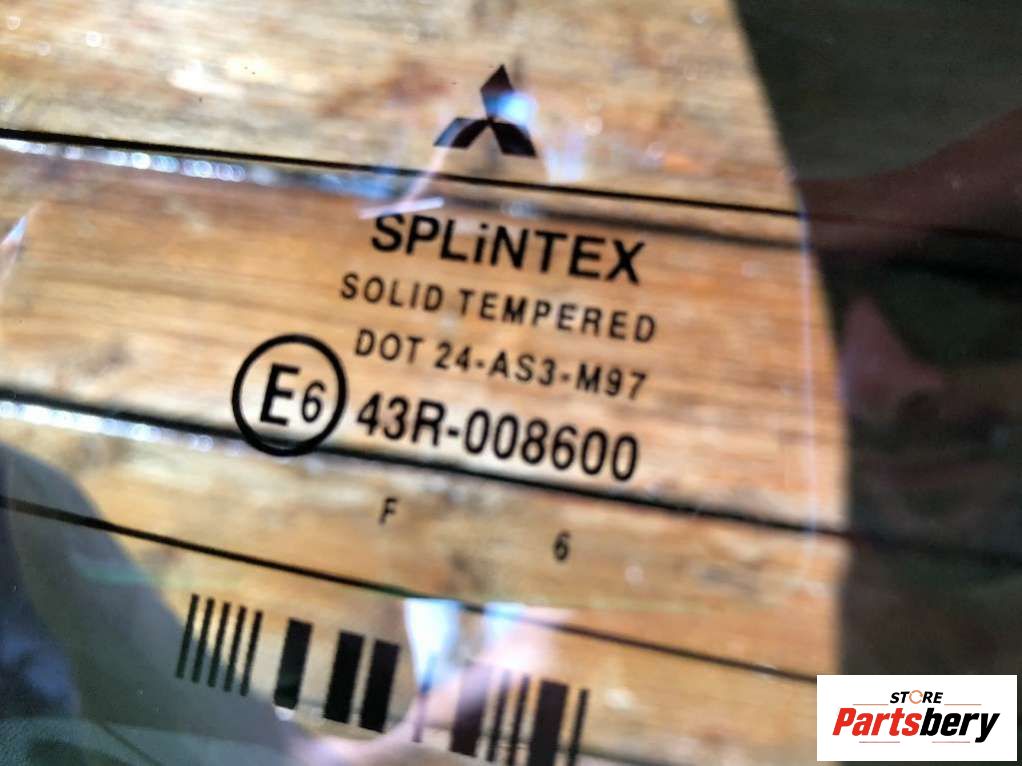 SPLiNTEX
SOLID TEMPERED
DOT 24-AS3-M97
E6 43R-008600
F 6
STORE
Partsbery